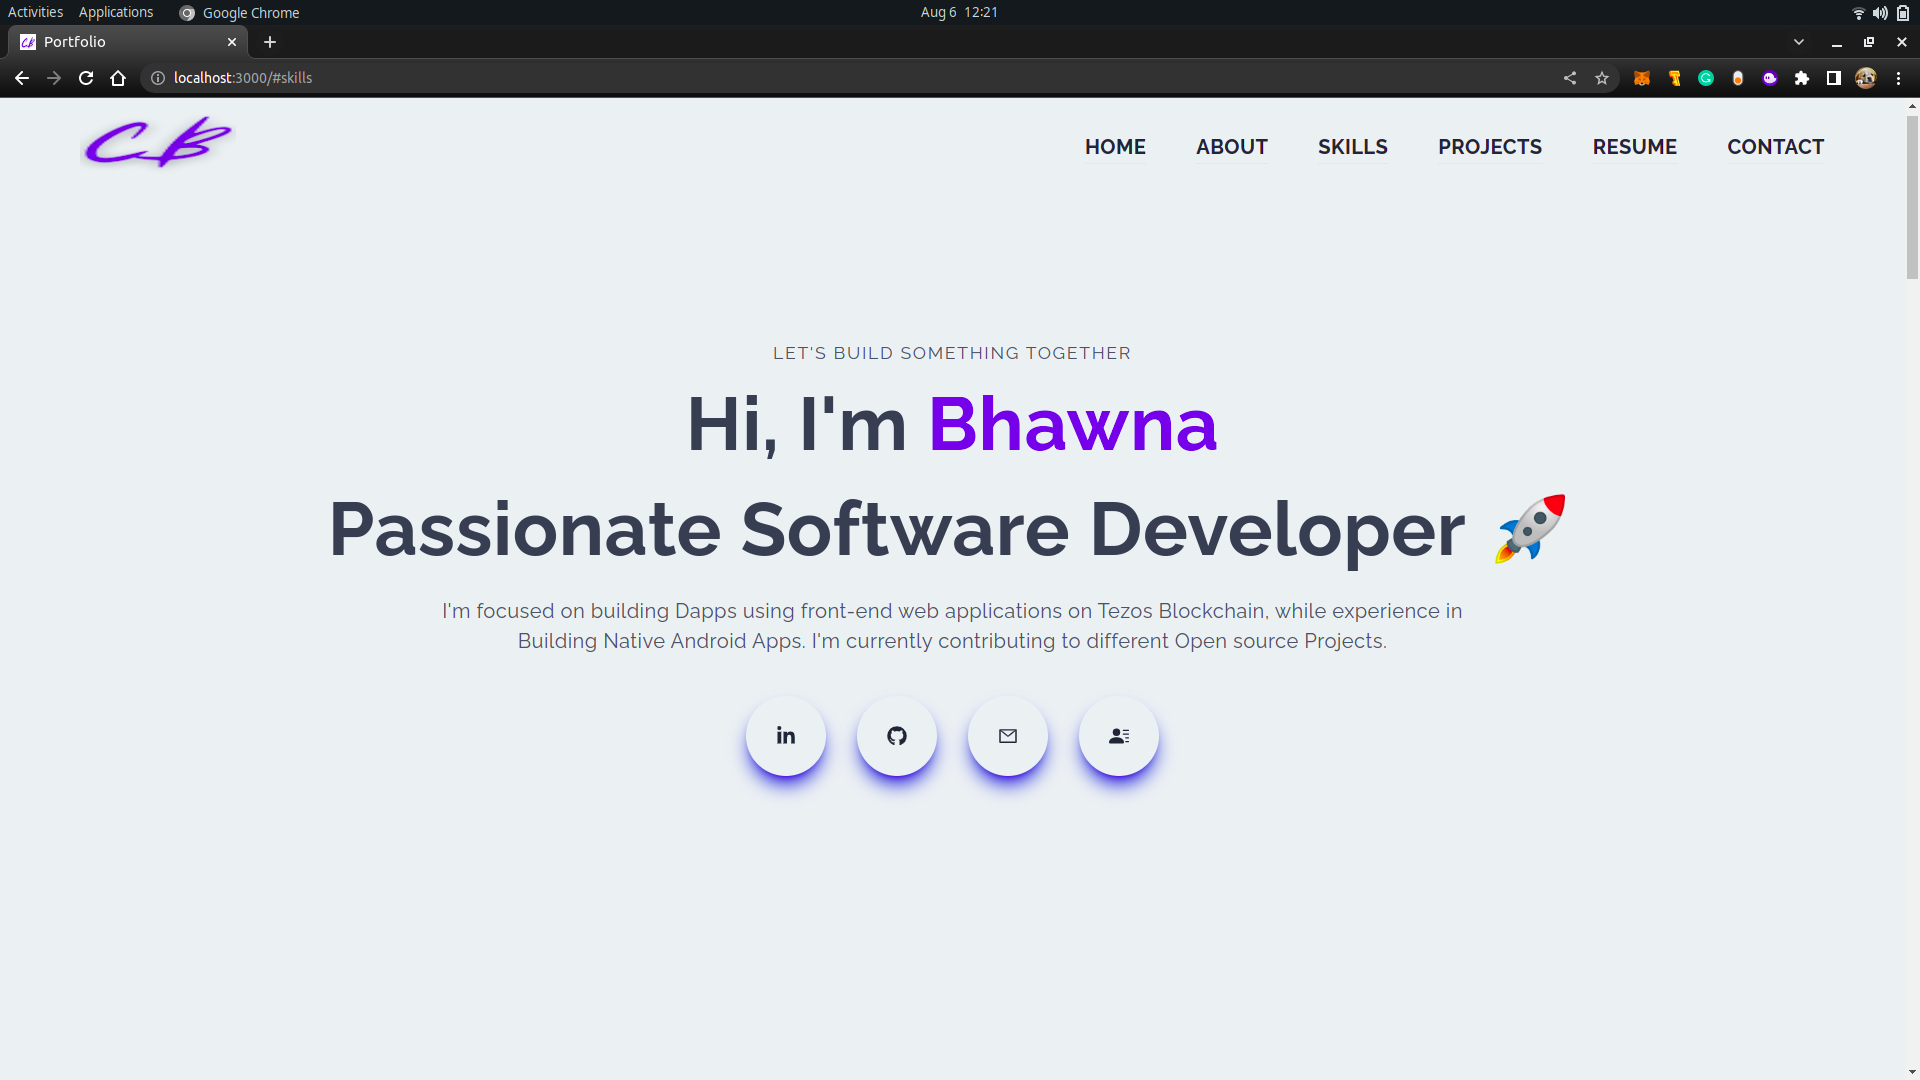 Activities Applications Google Chrome Aug 6 12:21
Portfolio
localhost:3000/#skills
CB
HOME ABOUT SKILLS PROJECTS RESUME CONTACT
LET'S BUILD SOMETHING TOGETHER
Hi, I'm Bhawna
Passionate Software Developer 🚀
I'm focused on building Dapps using front-end web applications on Tezos Blockchain, while experience in
Building Native Android Apps. I'm currently contributing to different Open source Projects.
in